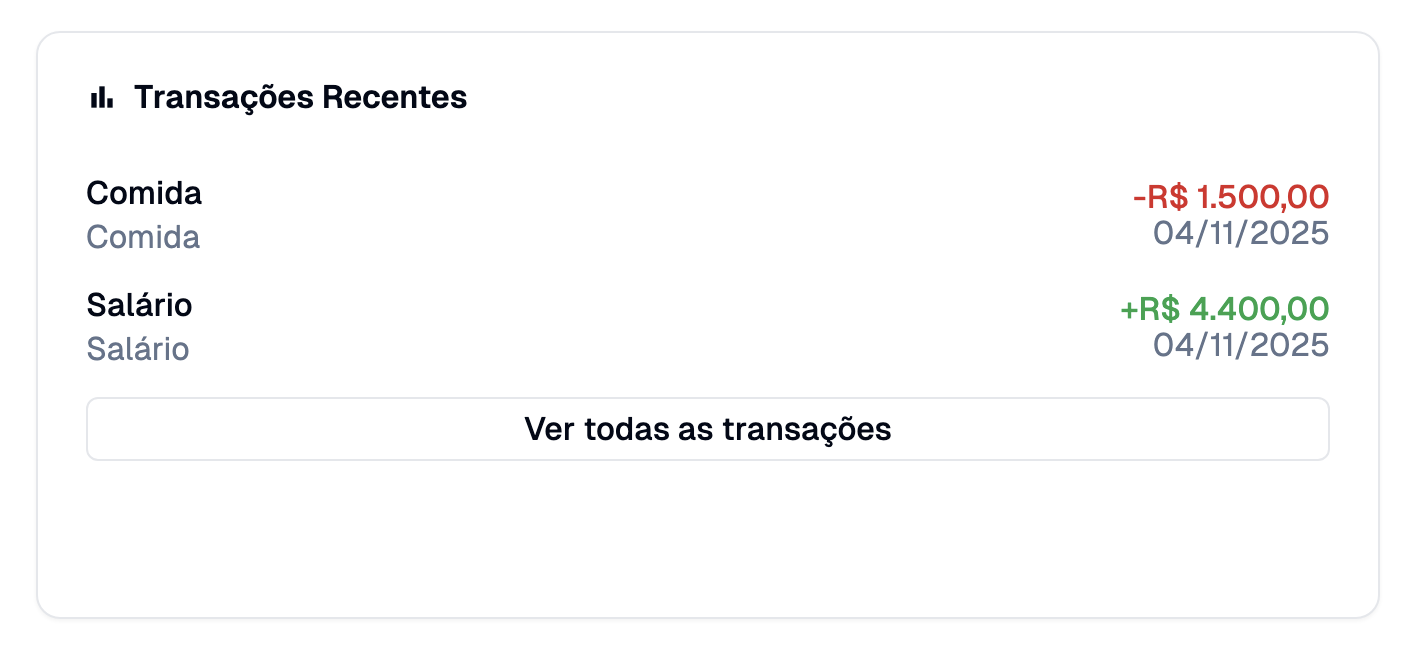 Transações Recentes
Comida
-R$ 1.500,00
Comida
04/11/2025
Salário
+R$ 4.400,00
Salário
04/11/2025
Ver todas as transações